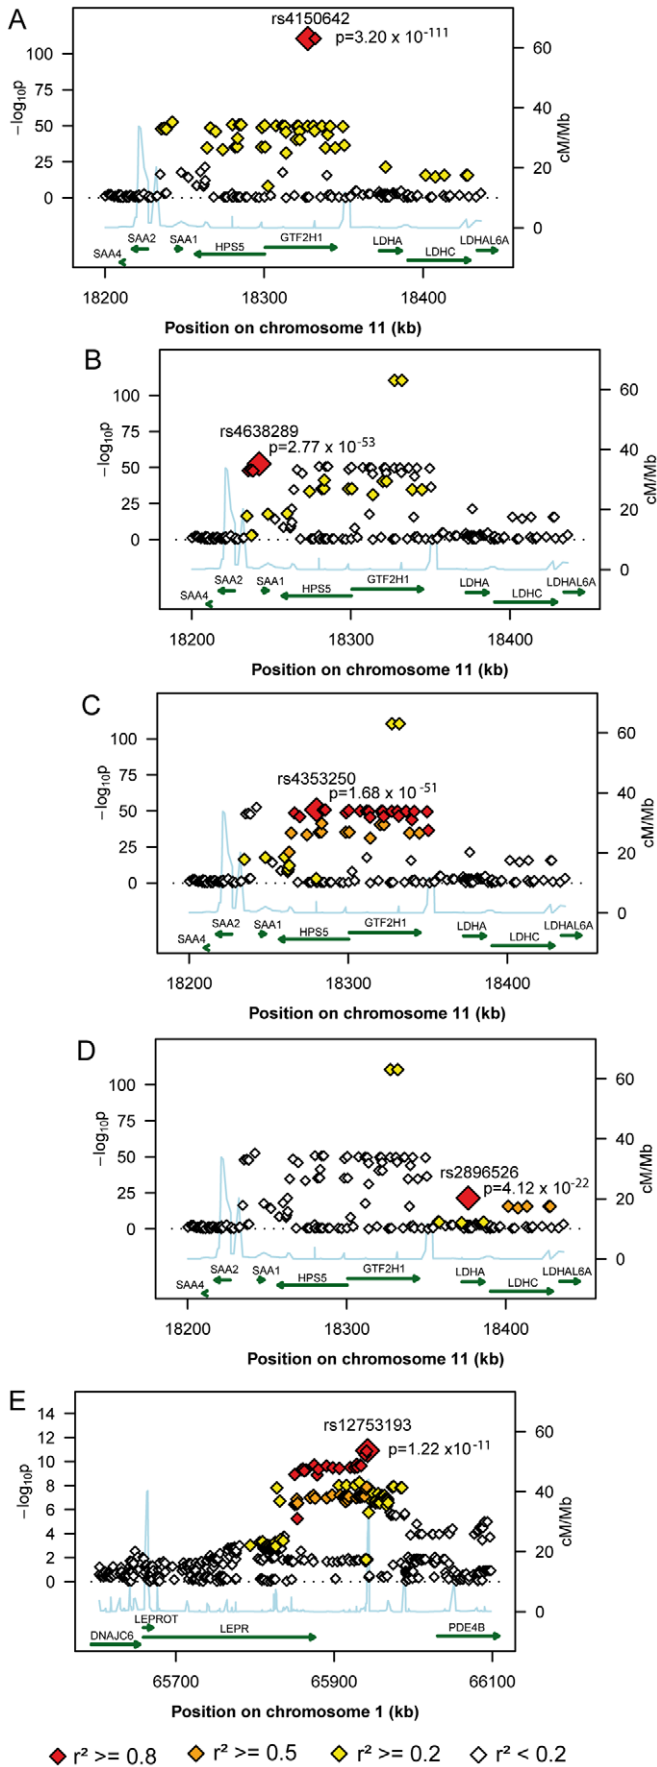 A
rs4150642
p=3.20 x 10-111
100
75
50
25
0
−log10p
60
40
20
0
cM/Mb
SAA4
SAA2
SAA1
HPS5
GTF2H1
LDHA
LDHC
LDHAL6A
18200
18300
18400
Position on chromosome 11 (kb)
B
rs4638289
p=2.77 x 10-53
100
75
50
25
0
−log10p
60
40
20
0
cM/Mb
SAA4
SAA2
SAA1
HPS5
GTF2H1
LDHA
LDHC
LDHAL6A
18200
18300
18400
Position on chromosome 11 (kb)
C
rs4353250
p=1.68 x 10-51
100
75
50
25
0
−log10p
60
40
20
0
cM/Mb
SAA4
SAA2
SAA1
HPS5
GTF2H1
LDHA
LDHC
LDHAL6A
18200
18300
18400
Position on chromosome 11 (kb)
D
rs2896526
p=4.12 x 10-22
100
75
50
25
0
−log10p
60
40
20
0
cM/Mb
SAA4
SAA2
SAA1
HPS5
GTF2H1
LDHA
LDHC
LDHAL6A
18200
18300
18400
Position on chromosome 11 (kb)
E
rs12753193
p=1.22 x10-11
14
12
10
8
6
4
2
0
−log10p
60
40
20
0
cM/Mb
DNAJC6
LEPROT
LEPR
PDE4B
65700
65900
66100
Position on chromosome 1 (kb)
r² >= 0.8
r² >= 0.5
r² >= 0.2
r² < 0.2